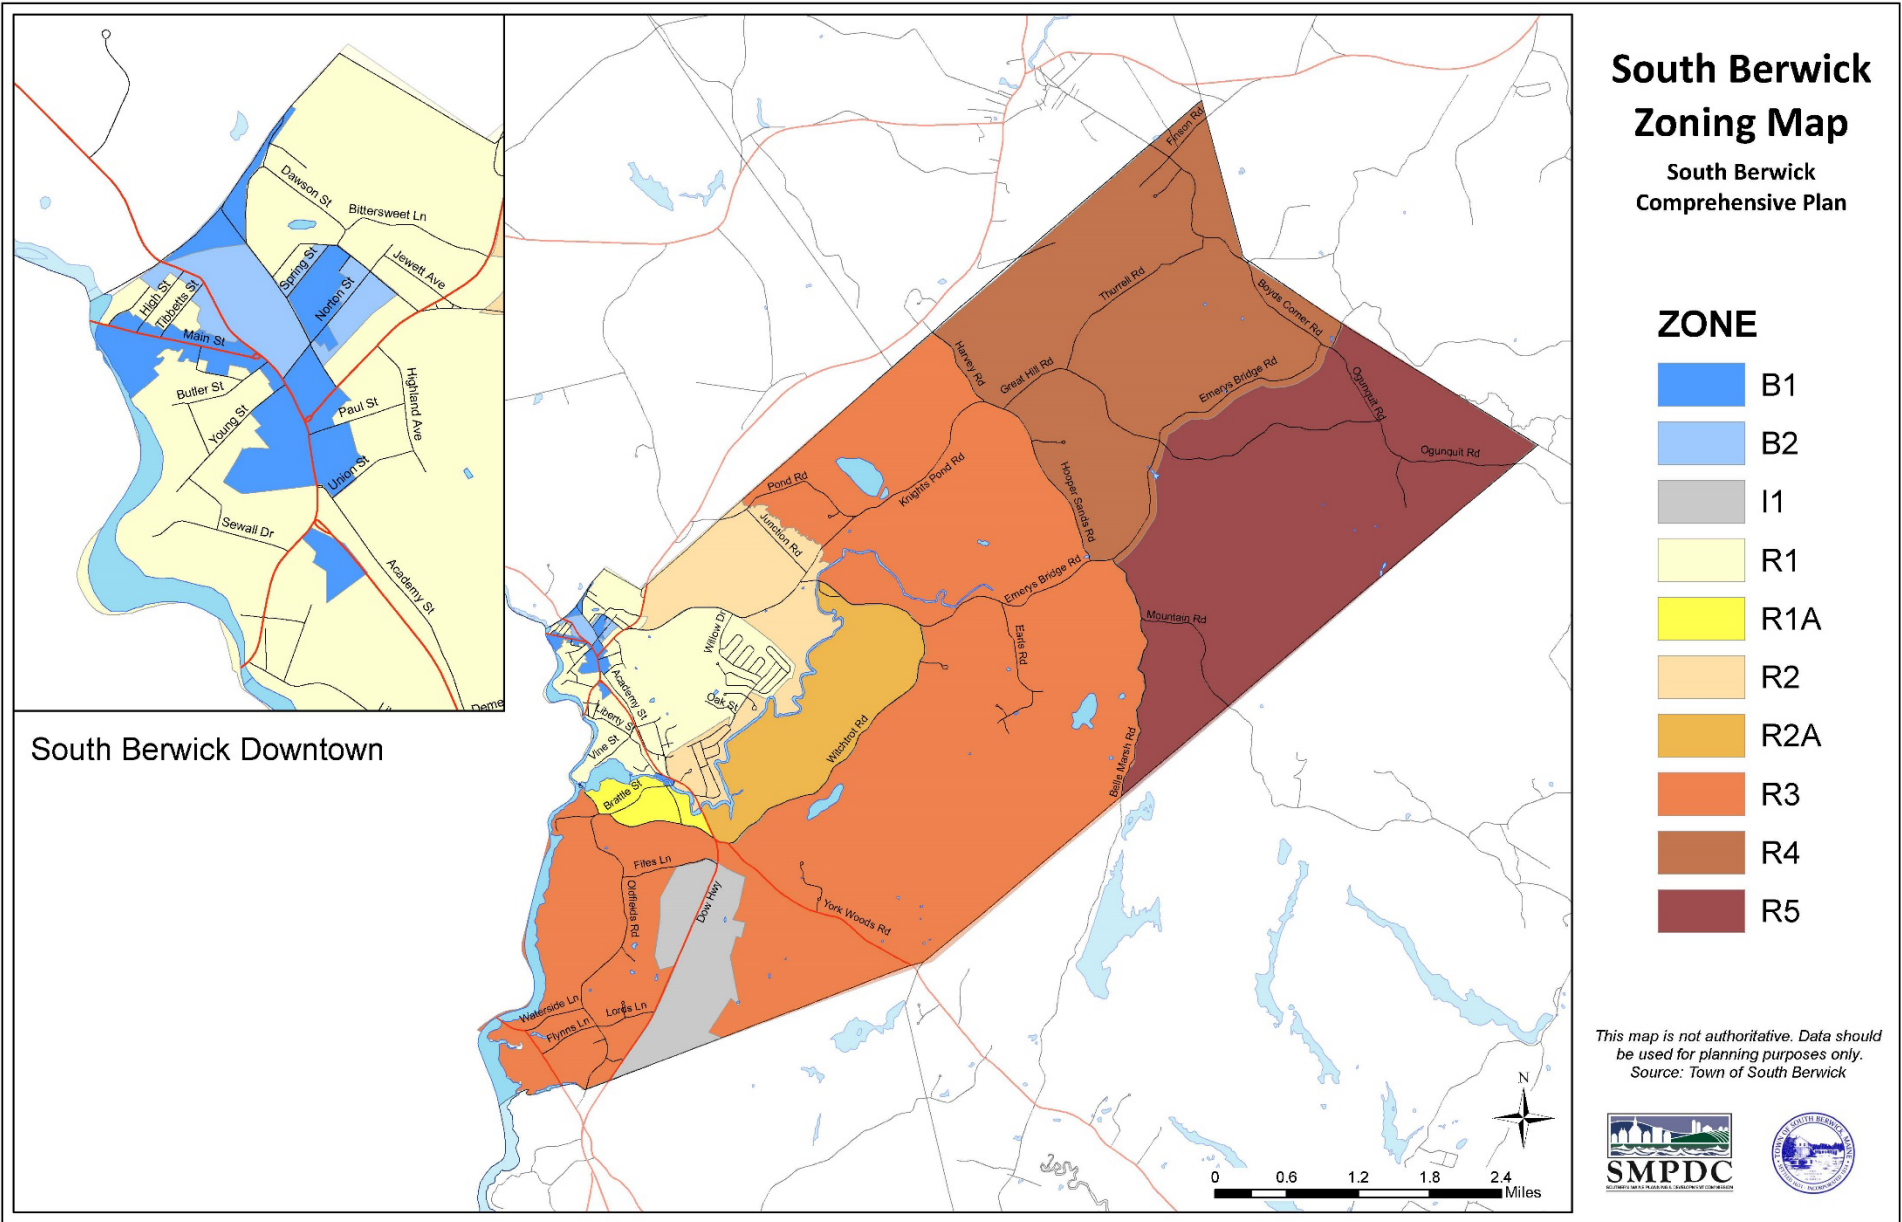 South Berwick
Zoning Map
South Berwick
Comprehensive Plan
ZONE
B1
B2
I1
R1
R1A
R2
R2A
R3
R4
R5
This map is not authoritative. Data should
be used for planning purposes only.
Source: Town of South Berwick
SMPDC
N
0 0.6 1.2 1.8 2.4
Miles
South Berwick Downtown
Dawson St
Bittersweet Ln
Jewett Ave
Spring St
Norton St
High St
Tibbetts St
Main St
Butler St
Young St
Paul St
Highland Ave
Union St
Sewall Dr
Academy St
Deme
Finson Rd
Thurrell Rd
Boyds Corner Rd
Harvey Rd
Great Hill Rd
Emerys Bridge Rd
Ogunquit Rd
Ogunquit Rd
Pond Rd
Knights Pond Rd
Junction Rd
Hooper Sands Rd
Emerys Bridge Rd
Mountain Rd
Earls Rd
Willow Dr
Academy St
Oak St
Liberty St
Vine St
Witchtrot Rd
Belle Marsh Rd
Brattle St
Fifes Ln
Oldfields Rd
Dow Hwy
York Woods Rd
Waterside Ln
Lords Ln
Flynns Ln